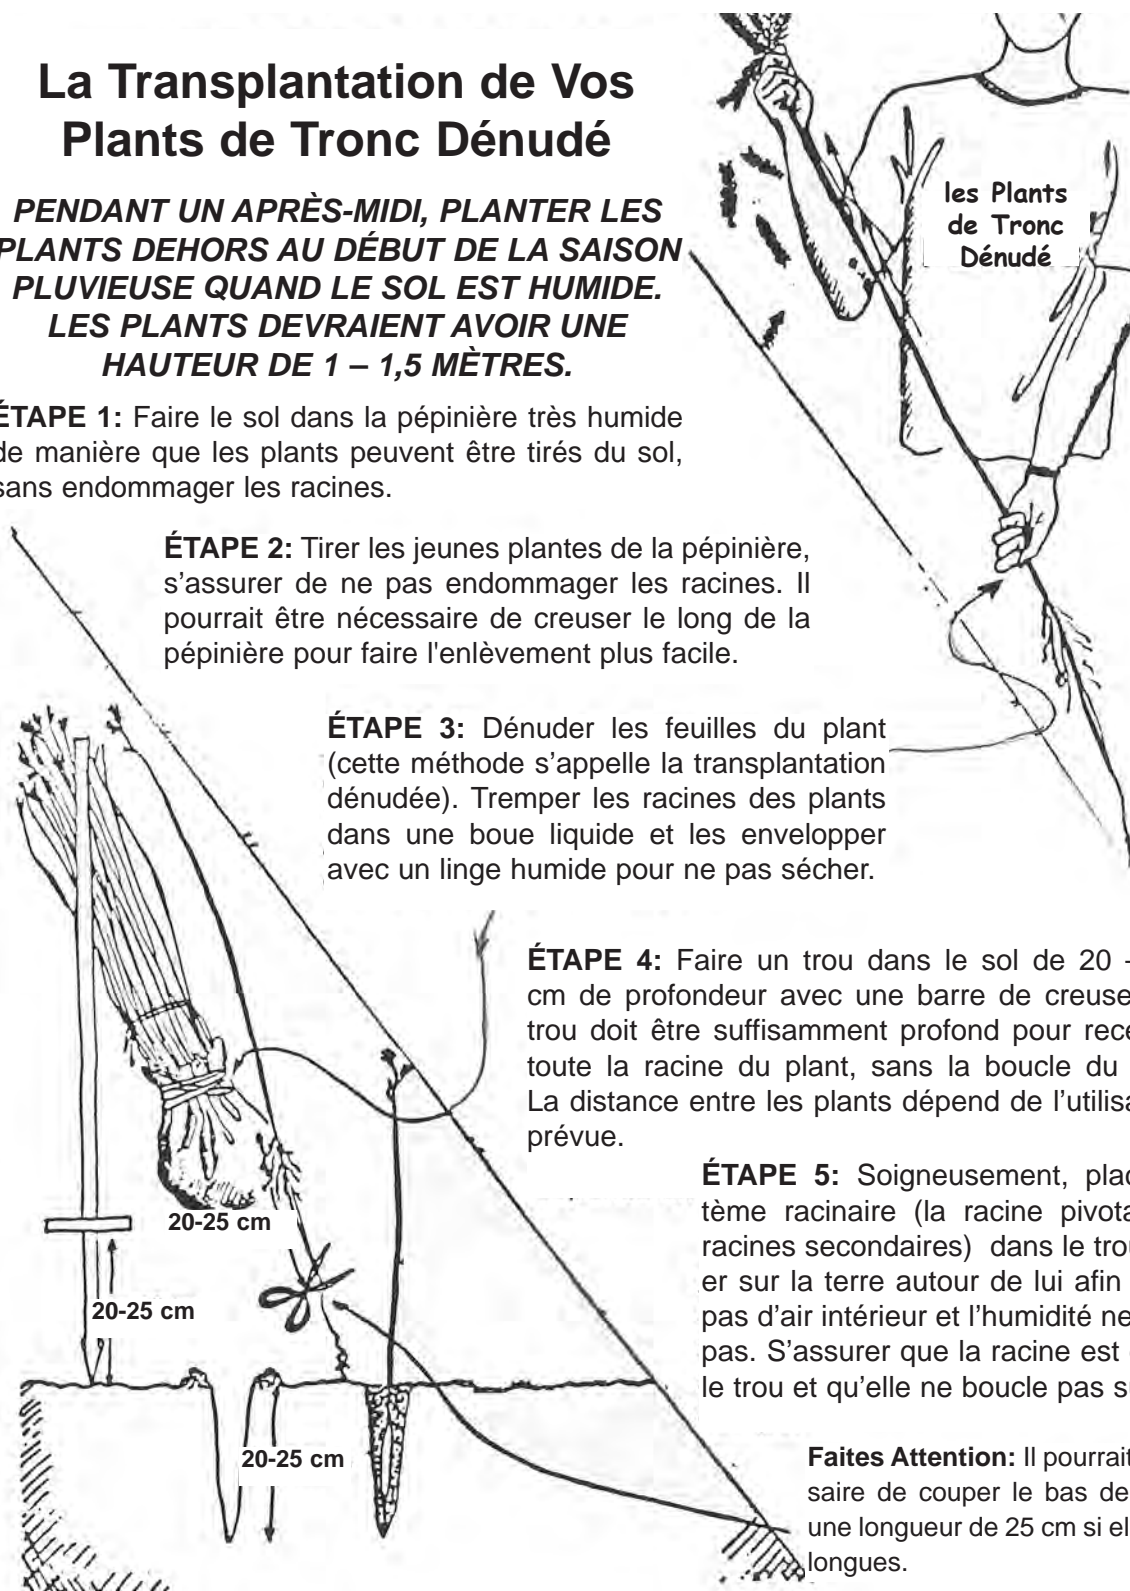 La Transplantation de Vos
Plants de Tronc Dénudé
les Plants
de Tronc
Dénudé
PENDANT UN APRÈS-MIDI, PLANTER LES
PLANTS DEHORS AU DÉBUT DE LA SAISON
PLUVIEUSE QUAND LE SOL EST HUMIDE.
LES PLANTS DEVRAIENT AVOIR UNE
HAUTEUR DE 1 – 1,5 MÈTRES.
ÉTAPE 1: Faire le sol dans la pépinière très humide
de manière que les plants peuvent être tirés du sol,
sans endommager les racines.
ÉTAPE 2: Tirer les jeunes plantes de la pépinière,
s’assurer de ne pas endommager les racines. Il
pourrait être nécessaire de creuser le long de la
pépinière pour faire l'enlèvement plus facile.
ÉTAPE 3: Dénuder les feuilles du plant
(cette méthode s’appelle la transplantation
dénudée). Tremper les racines des plants
dans une boue liquide et les envelopper
avec un linge humide pour ne pas sécher.
ÉTAPE 4: Faire un trou dans le sol de 20 -
cm de profondeur avec une barre de creuse
trou doit être suffisamment profond pour rece
toute la racine du plant, sans la boucle du
La distance entre les plants dépend de l’utilisa
prévue.
ÉTAPE 5: Soigneusement, plac
tème racinaire (la racine pivota
racines secondaires) dans le trou
er sur la terre autour de lui afin
pas d’air intérieur et l’humidité ne
pas. S’assurer que la racine est
le trou et qu’elle ne boucle pas su
20-25 cm
20-25 cm
20-25 cm
Faites Attention: Il pourrait
saire de couper le bas de
une longueur de 25 cm si el
longues.